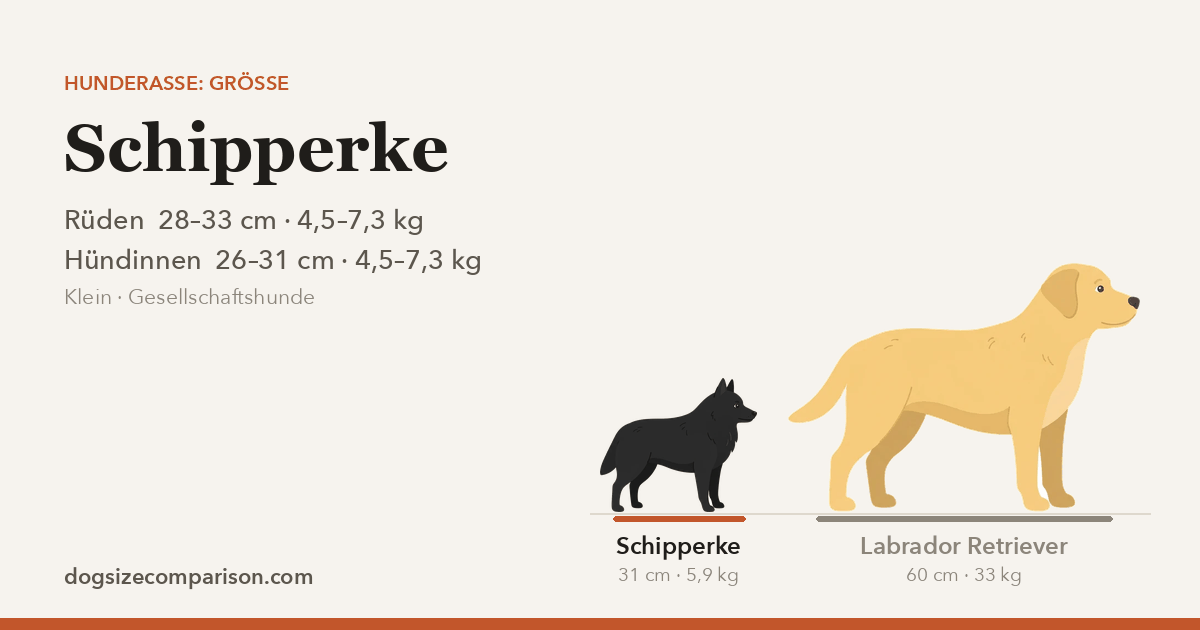 HUNDERASSE: GRÖSSE
Schipperke
Rüden 28–33 cm · 4,5–7,3 kg
Hündinnen 26–31 cm · 4,5–7,3 kg
Klein · Gesellschaftshunde
Schipperke
31 cm · 5,9 kg
Labrador Retriever
60 cm · 33 kg
dogsizecomparison.com